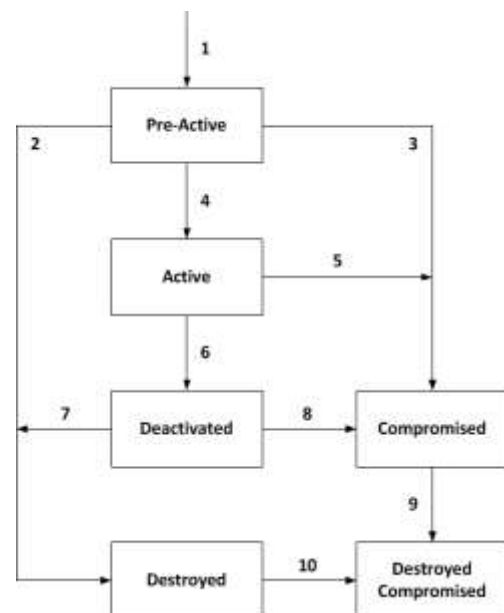 1
Pre-Active
2
3
4
Active
5
6
7
Deactivated
8
Compromised
9
Destroyed
10
Destroyed
Compromised